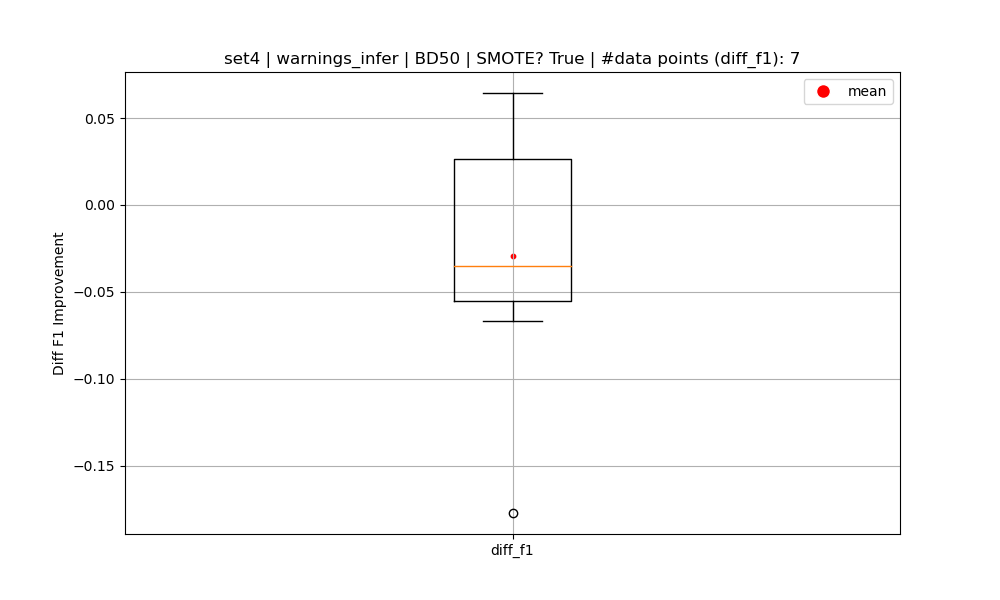 set4 | warnings_infer | BD50 | SMOTE? True | #data points (diff_f1): 7
mean
Diff F1 Improvement
0.05
0.00
−0.05
−0.10
−0.15
diff_f1